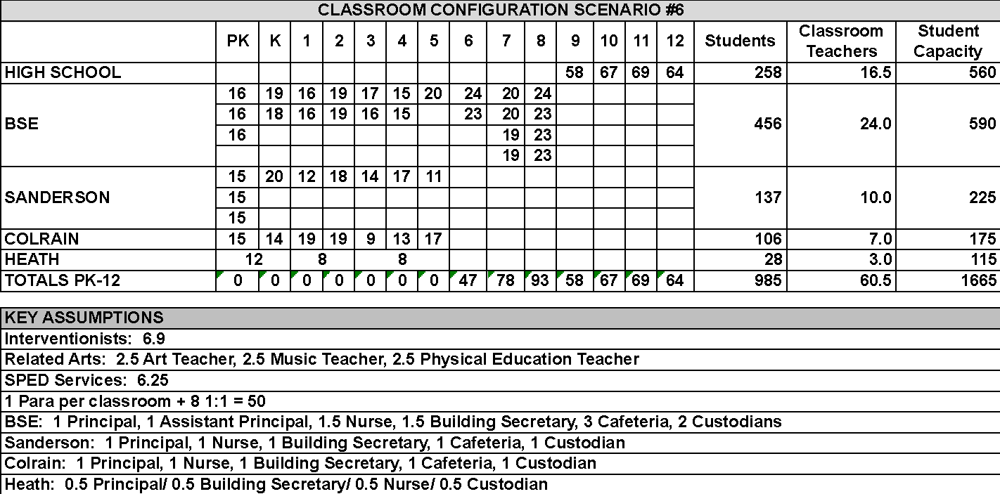 CLASSROOM CONFIGURATION SCENARIO #6
PK K 1 2 3 4 5 6 7 8 9 10 11 12 Students Classroom Teachers Student Capacity
HIGH SCHOOL 58 67 69 64 258 16.5 560
BSE 16 19 16 19 17 15 20 24 20 24 456 24.0 590
16 18 16 19 16 15 23 20 23
16 19 23
19 23
SANDERSON 15 20 12 18 14 17 11 137 10.0 225
15
15
COLRAIN 15 14 19 19 9 13 17 106 7.0 175
HEATH 12 8 8 28 3.0 115
TOTALS PK-12 0 0 0 0 0 0 0 47 78 93 58 67 69 64 985 60.5 1665
KEY ASSUMPTIONS
Interventionists: 6.9
Related Arts: 2.5 Art Teacher, 2.5 Music Teacher, 2.5 Physical Education Teacher
SPED Services: 6.25
1 Para per classroom + 8 1:1 = 50
BSE: 1 Principal, 1 Assistant Principal, 1.5 Nurse, 1.5 Building Secretary, 3 Cafeteria, 2 Custodians
Sanderson: 1 Principal, 1 Nurse, 1 Building Secretary, 1 Cafeteria, 1 Custodian
Colrain: 1 Principal, 1 Nurse, 1 Building Secretary, 1 Cafeteria, 1 Custodian
Heath: 0.5 Principal/ 0.5 Building Secretary/ 0.5 Nurse/ 0.5 Custodian